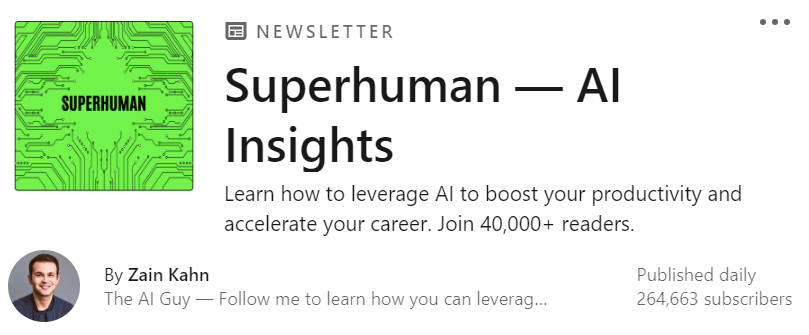 SUPERHUMAN
NEWSLETTER
Superhuman — AI
Insights
Learn how to leverage AI to boost your productivity and
accelerate your career. Join 40,000+ readers.
By Zain Kahn
The AI Guy — Follow me to learn how you can leverag...
Published daily
264,663 subscribers